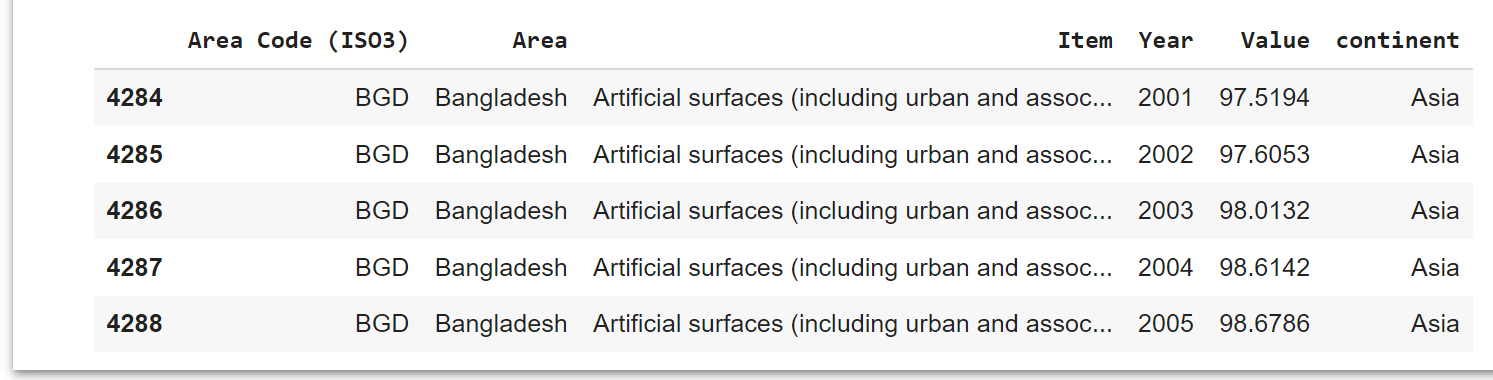 Area Code (ISO3) Area Item Year Value continent
4284 BGD Bangladesh Artificial surfaces (including urban and assoc... 2001 97.5194 Asia
4285 BGD Bangladesh Artificial surfaces (including urban and assoc... 2002 97.6053 Asia
4286 BGD Bangladesh Artificial surfaces (including urban and assoc... 2003 98.0132 Asia
4287 BGD Bangladesh Artificial surfaces (including urban and assoc... 2004 98.6142 Asia
4288 BGD Bangladesh Artificial surfaces (including urban and assoc... 2005 98.6786 Asia